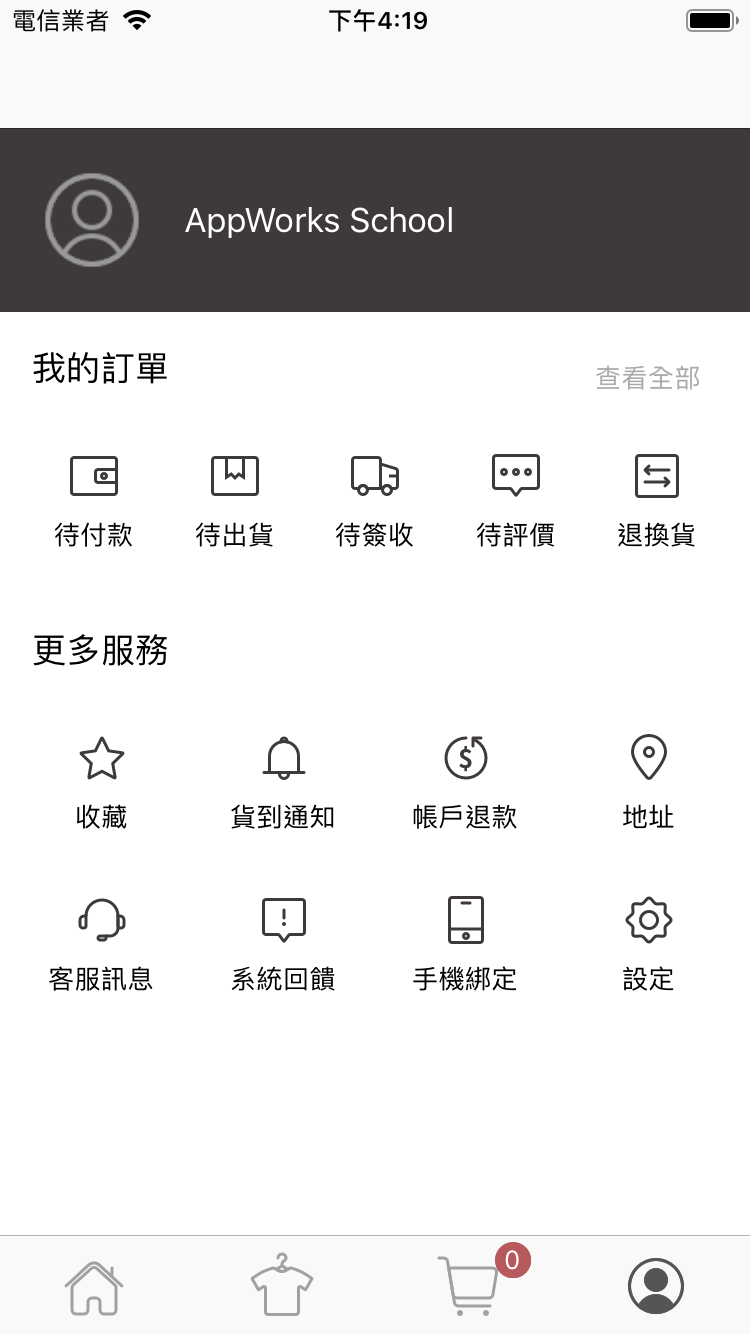 電信業者 下午4:19
AppWorks School
我的訂單 查看全部
待付款 待出貨 待簽收 待評價 退換貨
更多服務
收藏 貨到通知 帳戶退款 地址
客服訊息 系統回饋 手機綁定 設定
0